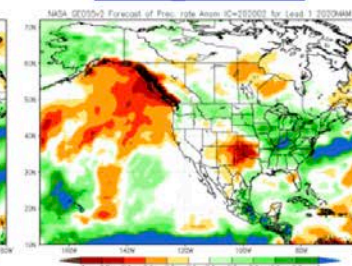 NASA GEOS5v2 Forecast of Prec. rate Anom IC=202002 for Lead 1 2020MAM
70N
60N
50N
40N
30N
20N
10N
160W 140W 120W 100W 80W